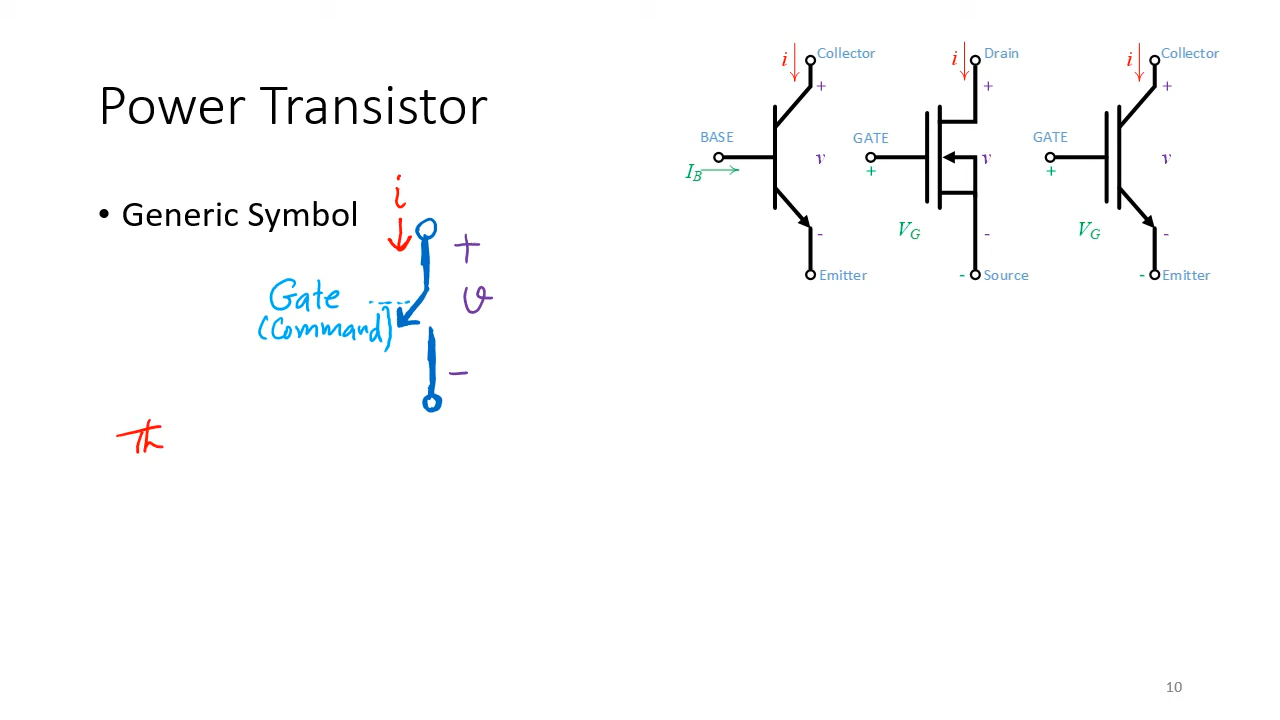 Power Transistor
• Generic Symbol
i
+
v
-
Gate
(Command)
Th
i Collector
+
BASE
I_B
v
-
Emitter
i Drain
+
GATE
+
v
V_G
-
- Source
i Collector
+
GATE
+
v
V_G
-
- Emitter
10